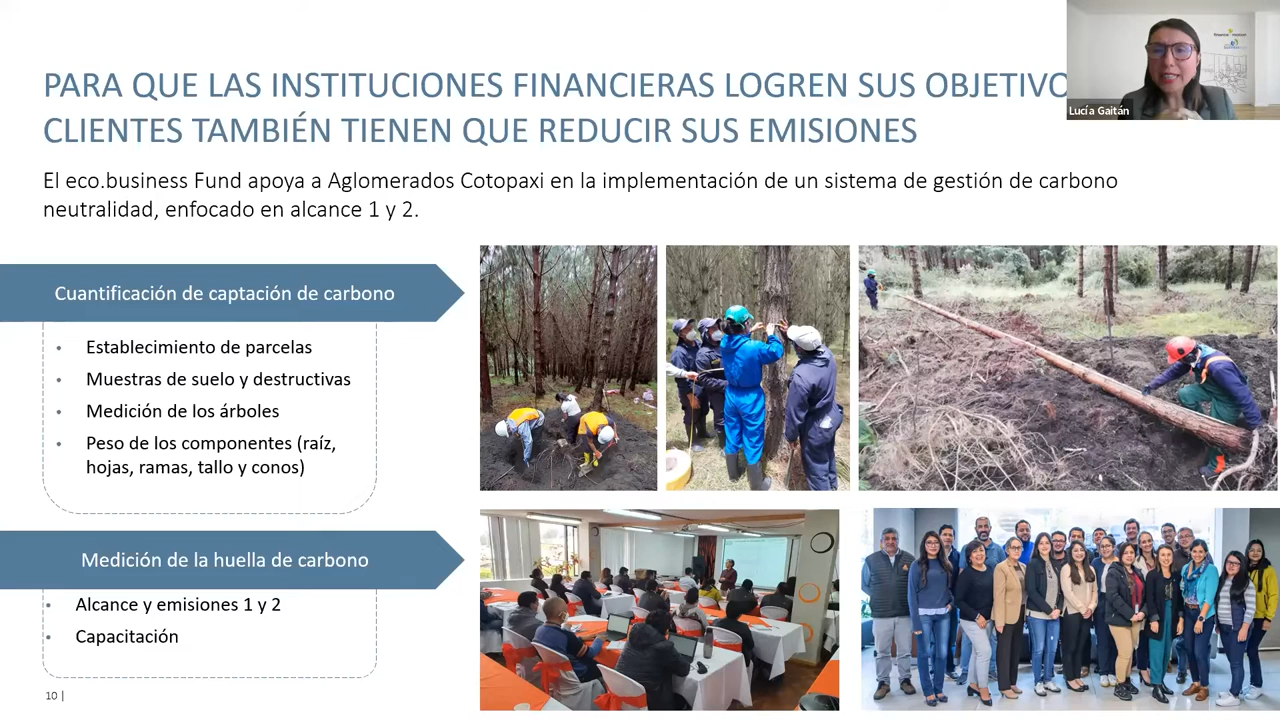 PARA QUE LAS INSTITUCIONES FINANCIERAS LOGREN SUS OBJETIVO
CLIENTES TAMBIÉN TIENEN QUE REDUCIR SUS EMISIONES
Lucía Gaitán
El eco.business Fund apoya a Aglomerados Cotopaxi en la implementación de un sistema de gestión de carbono
neutralidad, enfocado en alcance 1 y 2.
Cuantificación de captación de carbono
• Establecimiento de parcelas
• Muestras de suelo y destructivas
• Medición de los árboles
• Peso de los componentes (raíz,
hojas, ramas, tallo y conos)
Medición de la huella de carbono
• Alcance y emisiones 1 y 2
• Capacitación
10 |